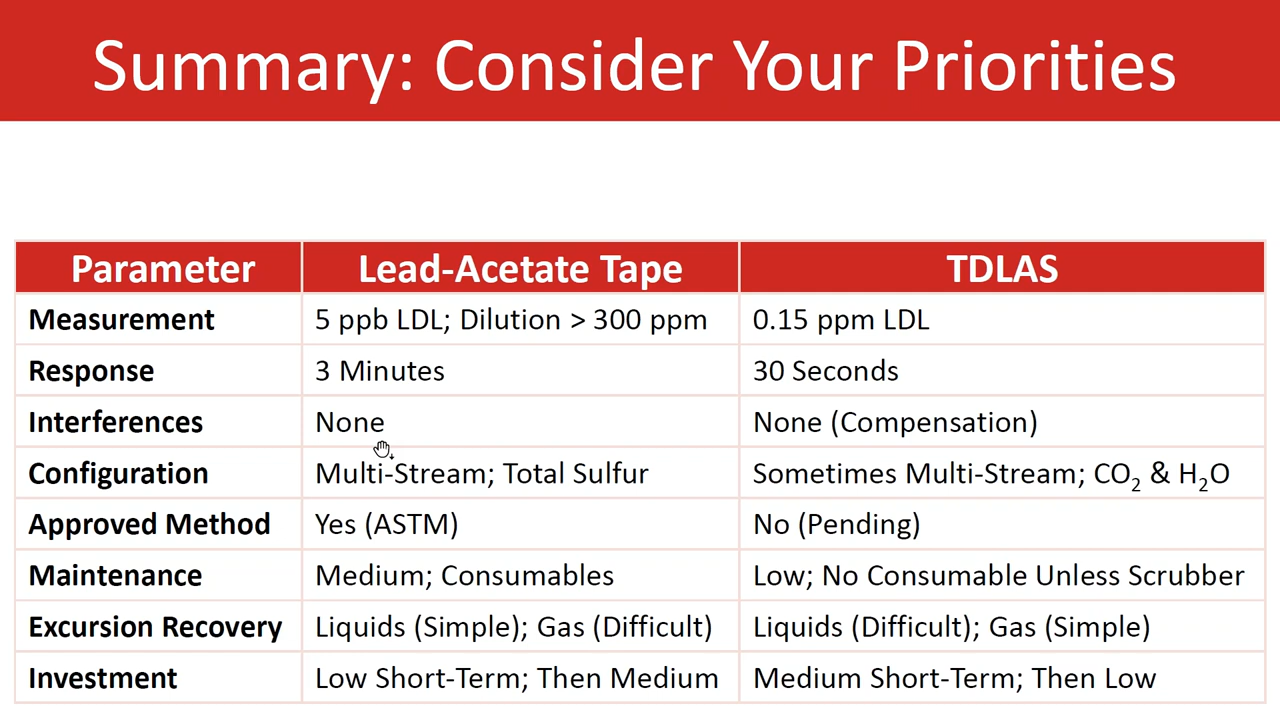 Summary: Consider Your Priorities
Parameter Lead-Acetate Tape TDLAS
Measurement 5 ppb LDL; Dilution > 300 ppm 0.15 ppm LDL
Response 3 Minutes 30 Seconds
Interferences None None (Compensation)
Configuration Multi-Stream; Total Sulfur Sometimes Multi-Stream; CO₂ & H₂O
Approved Method Yes (ASTM) No (Pending)
Maintenance Medium; Consumables Low; No Consumable Unless Scrubber
Excursion Recovery Liquids (Simple); Gas (Difficult) Liquids (Difficult); Gas (Simple)
Investment Low Short-Term; Then Medium Medium Short-Term; Then Low